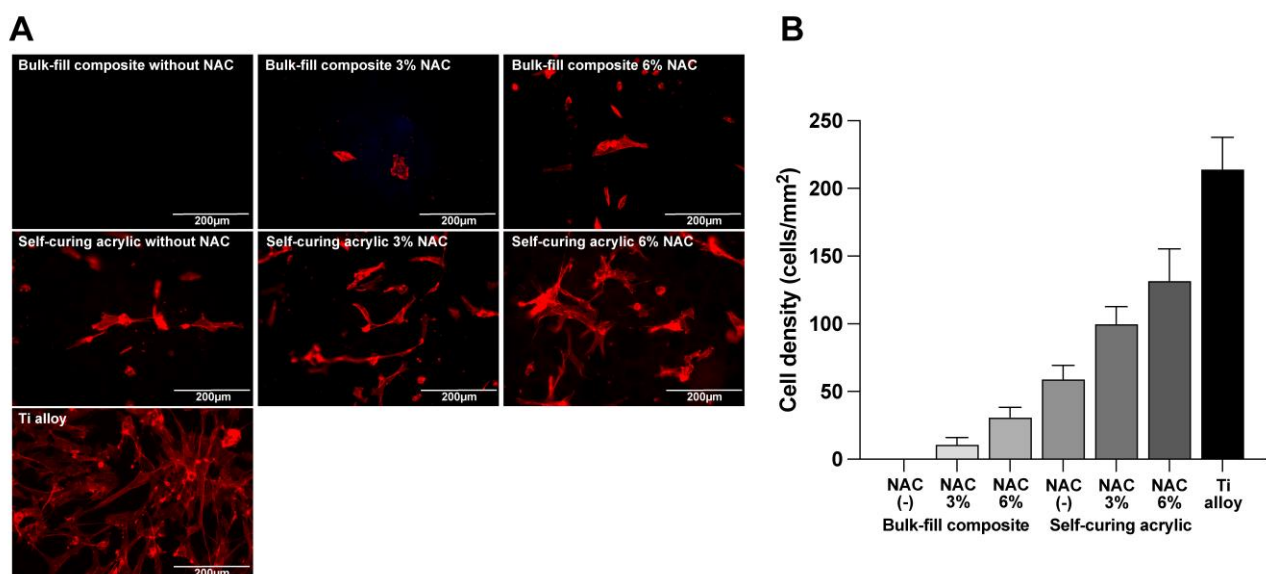 A
Bulk-fill composite without NAC
200µm
Bulk-fill composite 3% NAC
200µm
Bulk-fill composite 6% NAC
200µm
Self-curing acrylic without NAC
200µm
Self-curing acrylic 3% NAC
200µm
Self-curing acrylic 6% NAC
200µm
Ti alloy
200µm
B
Cell density (cells/mm²)
250
200
150
100
50
0
NAC (-)
NAC 3%
NAC 6%
NAC (-)
NAC 3%
NAC 6%
Ti alloy
Bulk-fill composite
Self-curing acrylic